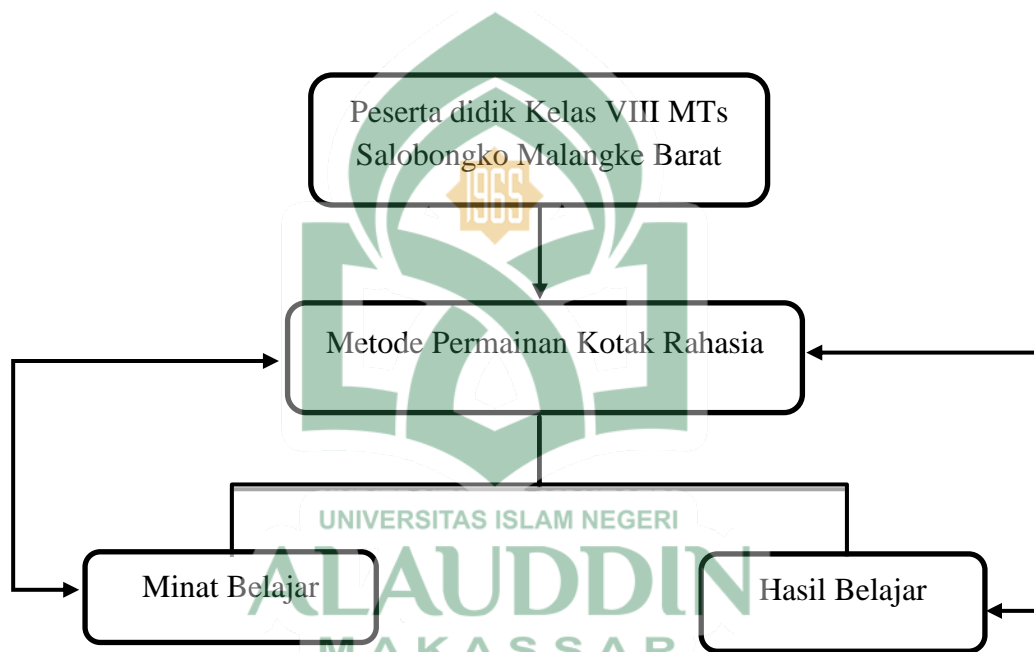 Peserta didik Kelas VIII MTs
Salobongko Malangke Barat
1965
Metode Permainan Kotak Rahasia
UNIVERSITAS ISLAM NEGERI
Minat Belajar
ALAUDDIN
Hasil Belajar
MAKASSAR